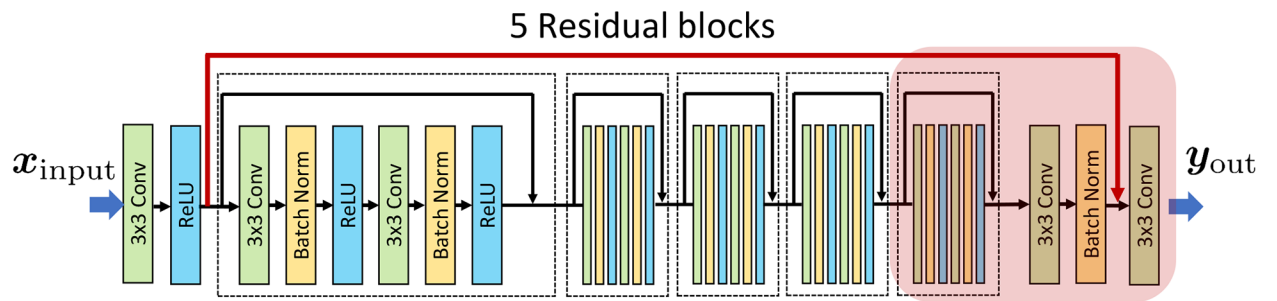 5 Residual blocks
x_input
3x3 Conv
ReLU
3x3 Conv
Batch Norm
ReLU
3x3 Conv
Batch Norm
ReLU
3x3 Conv
Batch Norm
3x3 Conv
y_out